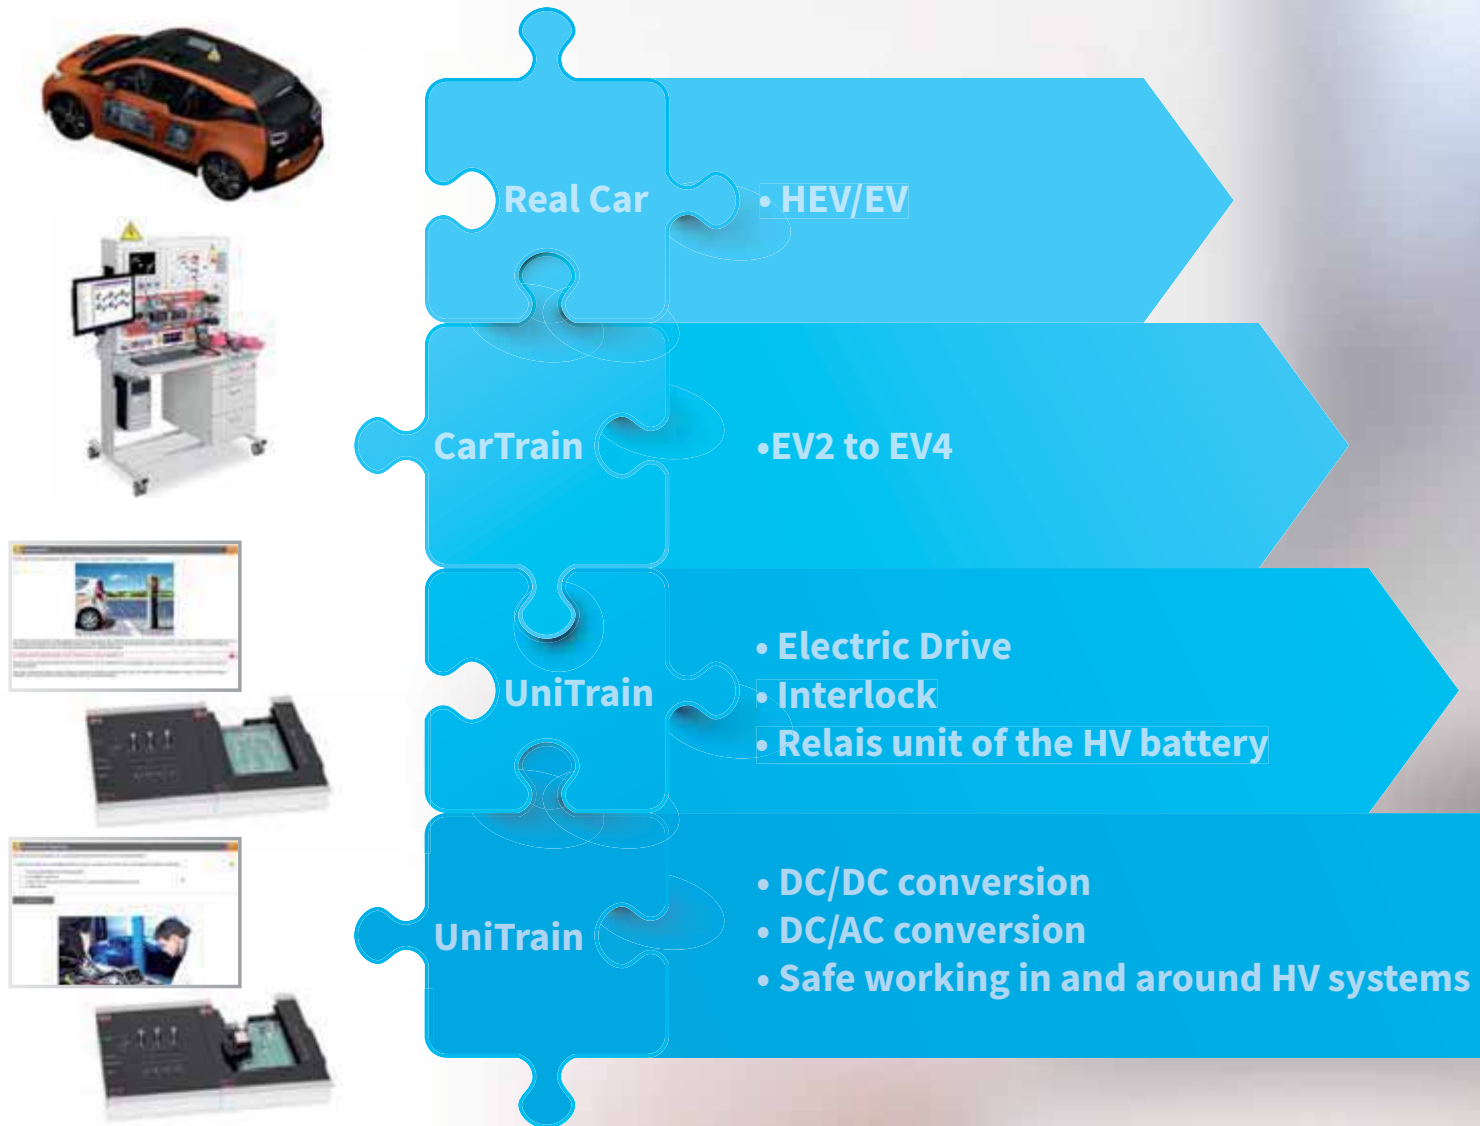 Real Car
• HEV/EV
CarTrain
•EV2 to EV4
UniTrain
• Electric Drive
• Interlock
• Relais unit of the HV battery
UniTrain
• DC/DC conversion
• DC/AC conversion
• Safe working in and around HV systems